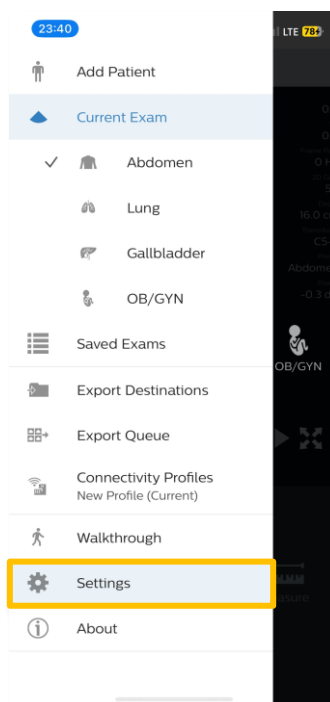 23:40
LTE 78
Add Patient
Current Exam
Abdomen
Lung
Gallbladder
OB/GYN
Saved Exams
OB/GYN
Export Destinations
Export Queue
Connectivity Profiles
New Profile (Current)
Walkthrough
Settings
About